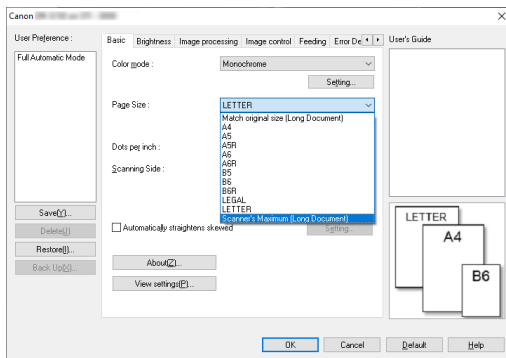 Canon
User Preference :
Full Automatic Mode
Save(Y)...
Delete(J)
Restore(I)...
Back Up(X)...
Basic Brightness Image processing Image control Feeding Error De
Color mode : Monochrome
Setting...
Page Size : LETTER
Match original size (Long Document)
A4
A5
A5R
A6
A6R
B5
B6
B6R
LEGAL
LETTER
Scanner's Maximum (Long Document)
Dots per inch :
Scanning Side :
Automatically straightens skewed
Setting...
About(Z)...
View settings(P)...
User's Guide
LETTER
A4
B6
OK Cancel Default Help